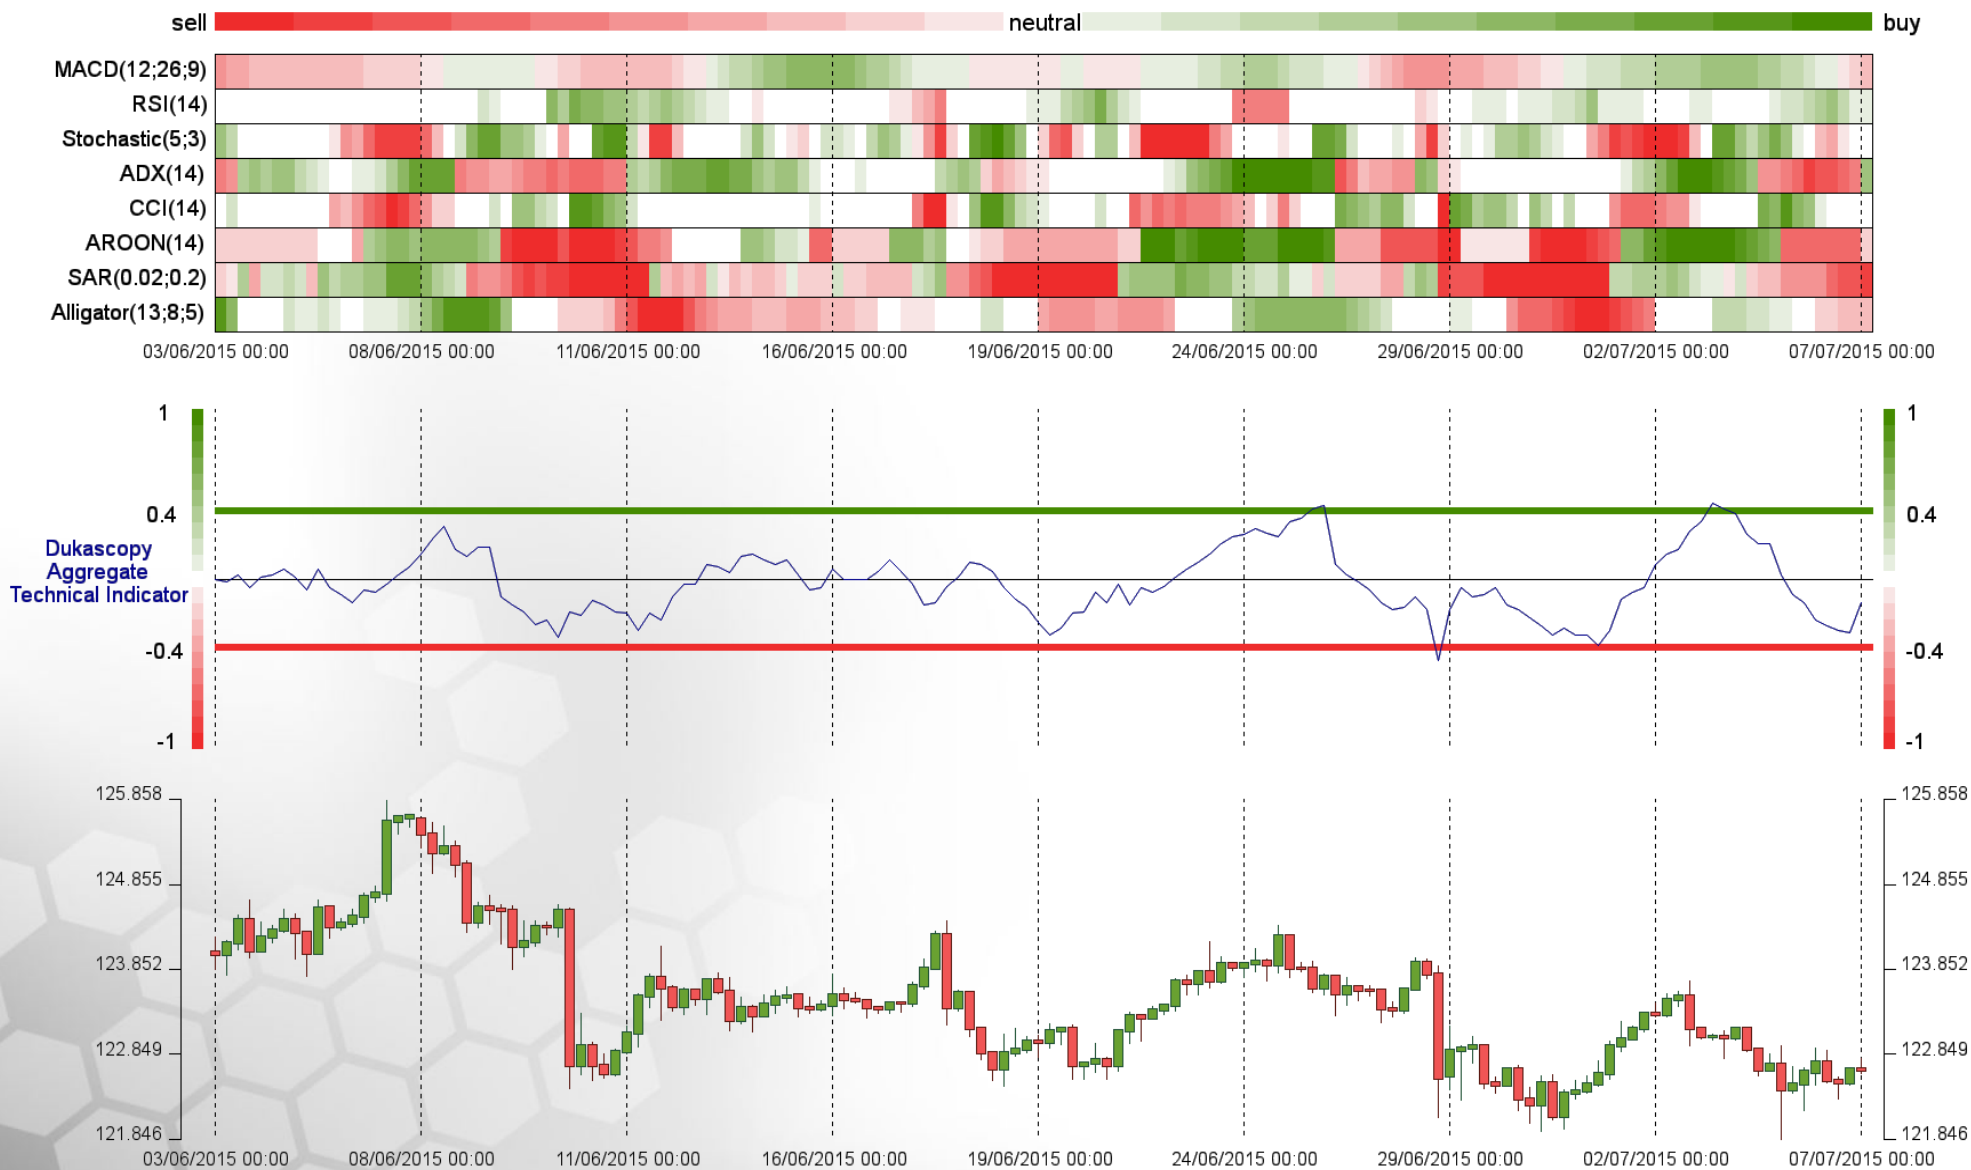 sell neutral buy
MACD(12;26;9)
RSI(14)
Stochastic(5;3)
ADX(14)
CCI(14)
AROON(14)
SAR(0.02;0.2)
Alligator(13;8;5)
03/06/2015 00:00 08/06/2015 00:00 11/06/2015 00:00 16/06/2015 00:00 19/06/2015 00:00 24/06/2015 00:00 29/06/2015 00:00 02/07/2015 00:00 07/07/2015 00:00
1 1
0.4 0.4
Dukascopy
Aggregate
Technical Indicator
-0.4 -0.4
-1 -1
125.858 125.858
124.855 124.855
123.852 123.852
122.849 122.849
121.846 121.846
03/06/2015 00:00 08/06/2015 00:00 11/06/2015 00:00 16/06/2015 00:00 19/06/2015 00:00 24/06/2015 00:00 29/06/2015 00:00 02/07/2015 00:00 07/07/2015 00:00